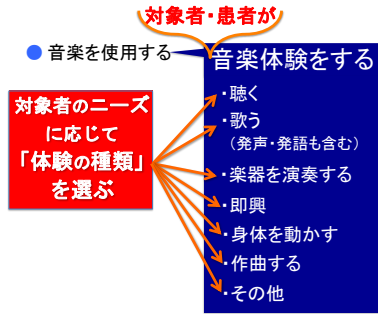 対象者・患者が
● 音楽を使用する
音楽体験をする
対象者のニーズ
に応じて
「体験の種類」
を選ぶ
・聴く
・歌う
（発声・発語も含む）
・楽器を演奏する
・即興
・身体を動かす
・作曲する
・その他